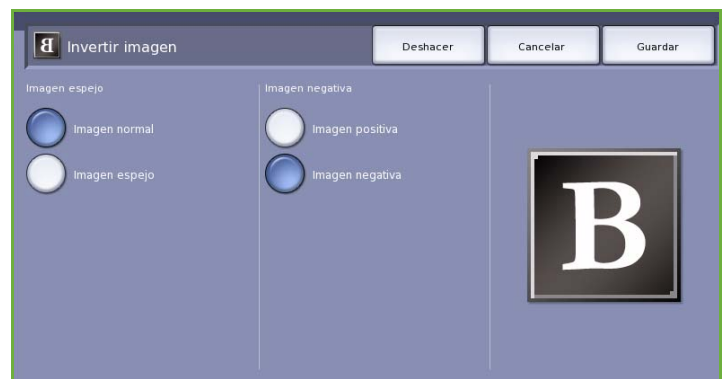 Invertir imagen
Deshacer
Cancelar
Guardar
Imagen espejo
Imagen normal
Imagen espejo
Imagen negativa
Imagen positiva
Imagen negativa
B